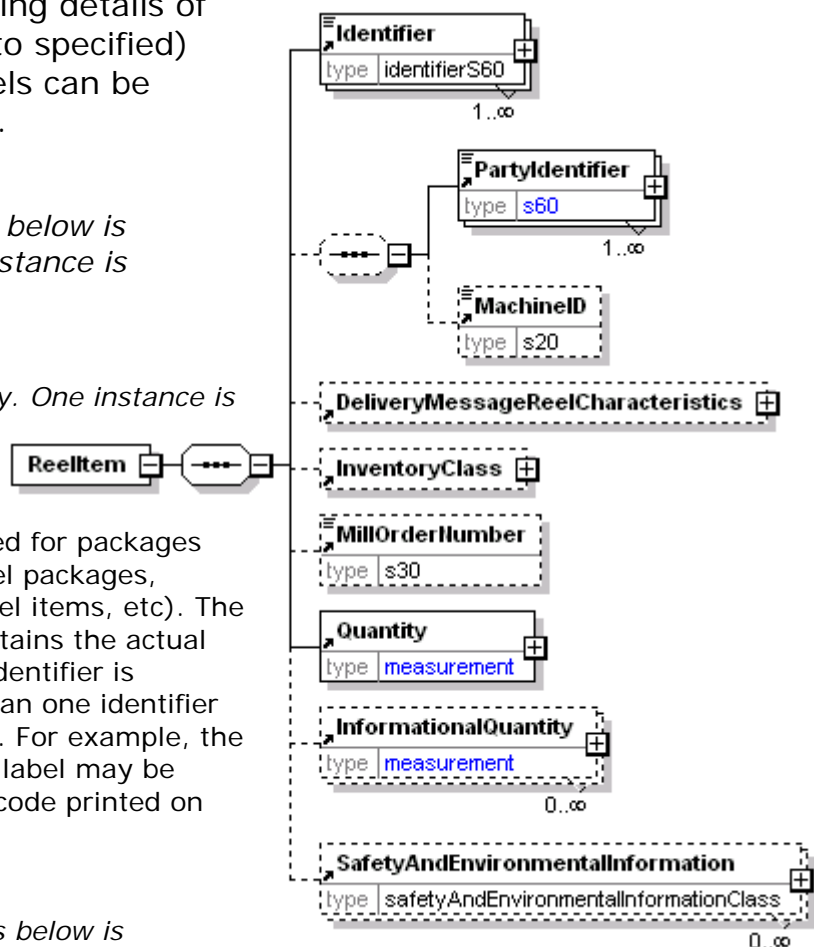 ing details of
to specified)
els can be
.
below is
stance is
y. One instance is
ed for packages
el packages,
el items, etc). The
tains the actual
dentifier is
an one identifier
. For example, the
label may be
code printed on
s below is
ReelItem
Identifier
type identifierS60
1..∞
PartyIdentifier
type s60
1..∞
MachineID
type s20
DeliveryMessageReelCharacteristics
InventoryClass
MillOrderNumber
type s30
Quantity
type measurement
InformationalQuantity
type measurement
0..∞
SafetyAndEnvironmentalInformation
type safetyAndEnvironmentalInformationClass
0..∞